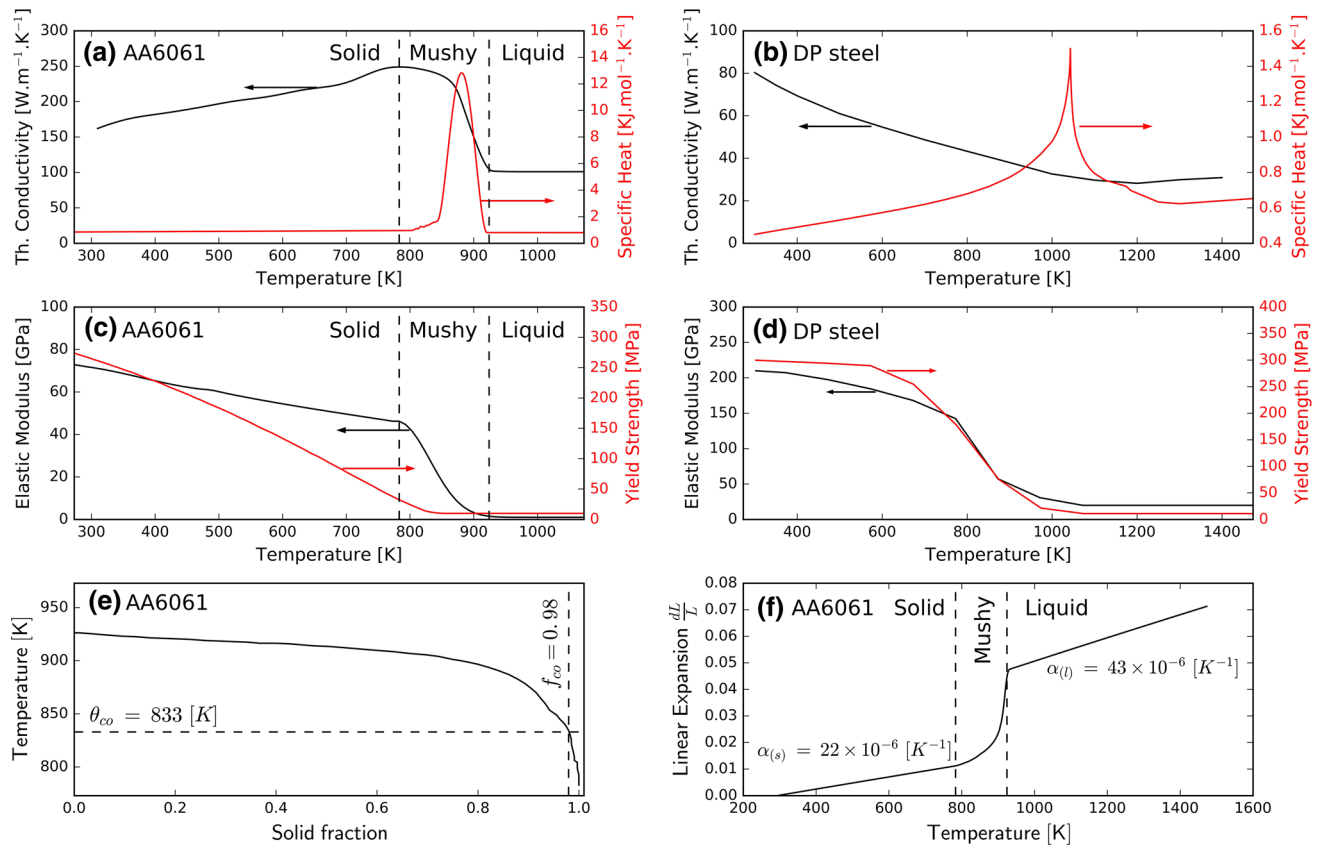 (a) AA6061
Solid
Mushy
Liquid
Th. Conductivity [W.m⁻¹.K⁻¹]
300
250
200
150
100
50
0
16
14
12
10
8
6
4
2
0
Specific Heat [KJ.mol⁻¹.K⁻¹]
300 400 500 600 700 800 900 1000
Temperature [K]
(b) DP steel
Th. Conductivity [W.m⁻¹.K⁻¹]
100
80
60
40
20
0
1.6
1.4
1.2
1.0
0.8
0.6
0.4
Specific Heat [KJ.mol⁻¹.K⁻¹]
400 600 800 1000 1200 1400
Temperature [K]
(c) AA6061
Solid
Mushy
Liquid
Elastic Modulus [GPa]
100
80
60
40
20
0
350
300
250
200
150
100
50
0
Yield Strength [MPa]
300 400 500 600 700 800 900 1000
Temperature [K]
(d) DP steel
Elastic Modulus [GPa]
300
250
200
150
100
50
0
400
350
300
250
200
150
100
50
0
Yield Strength [MPa]
400 600 800 1000 1200 1400
Temperature [K]
(e) AA6061
Temperature [K]
950
900
850
800
f_co = 0.98
θ_co = 833 [K]
0.0 0.2 0.4 0.6 0.8 1.0
Solid fraction
(f) AA6061
Solid
Mushy
Liquid
Linear Expansion dL/L
0.08
0.07
0.06
0.05
0.04
0.03
0.02
0.01
0.00
α(l) = 43 × 10⁻⁶ [K⁻¹]
α(s) = 22 × 10⁻⁶ [K⁻¹]
200 400 600 800 1000 1200 1400 1600
Temperature [K]